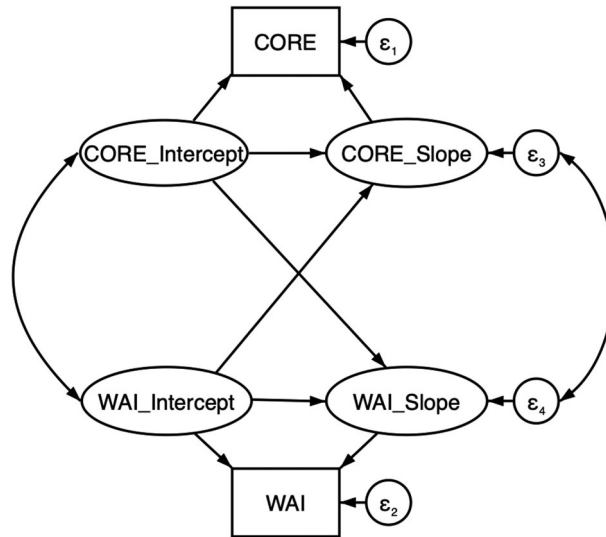 CORE
ε1
CORE_Intercept
CORE_Slope
ε3
WAI_Intercept
WAI_Slope
ε4
WAI
ε2